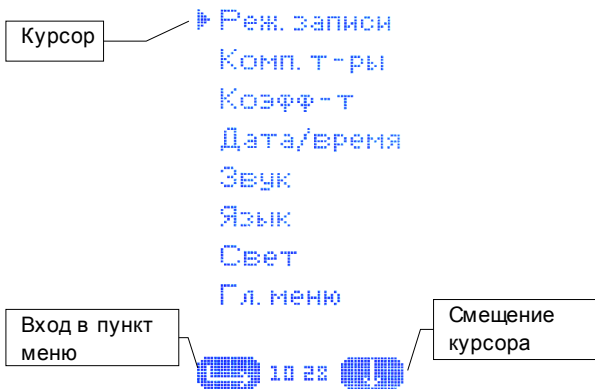 Курсор
Реж. записи
Комп. т-ры
Коэфф-т
Дата/время
Звук
Язык
Свет
Гл. меню
Вход в пункт
меню
10 28
Смещение
курсора